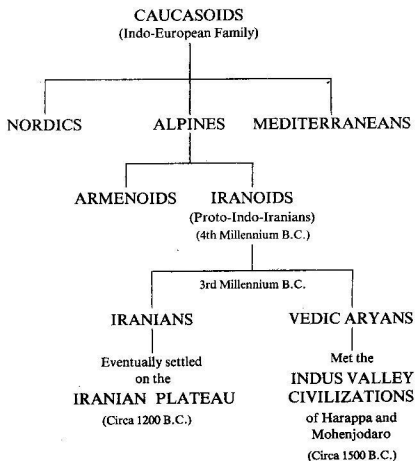 CAUCASOIDS
(Indo-European Family)
NORDICS
ALPINES
MEDITERRANEANS
ARMENOIDS
IRANOIDS
(Proto-Indo-Iranians)
(4th Millennium B.C.)
3rd Millennium B.C.
IRANIANS
VEDIC ARYANS
Eventually settled
on the
IRANIAN PLATEAU
(Circa 1200 B.C.)
Met the
INDUS VALLEY
CIVILIZATIONS
of Harappa and
Mohenjodaro
(Circa 1500 B.C.)